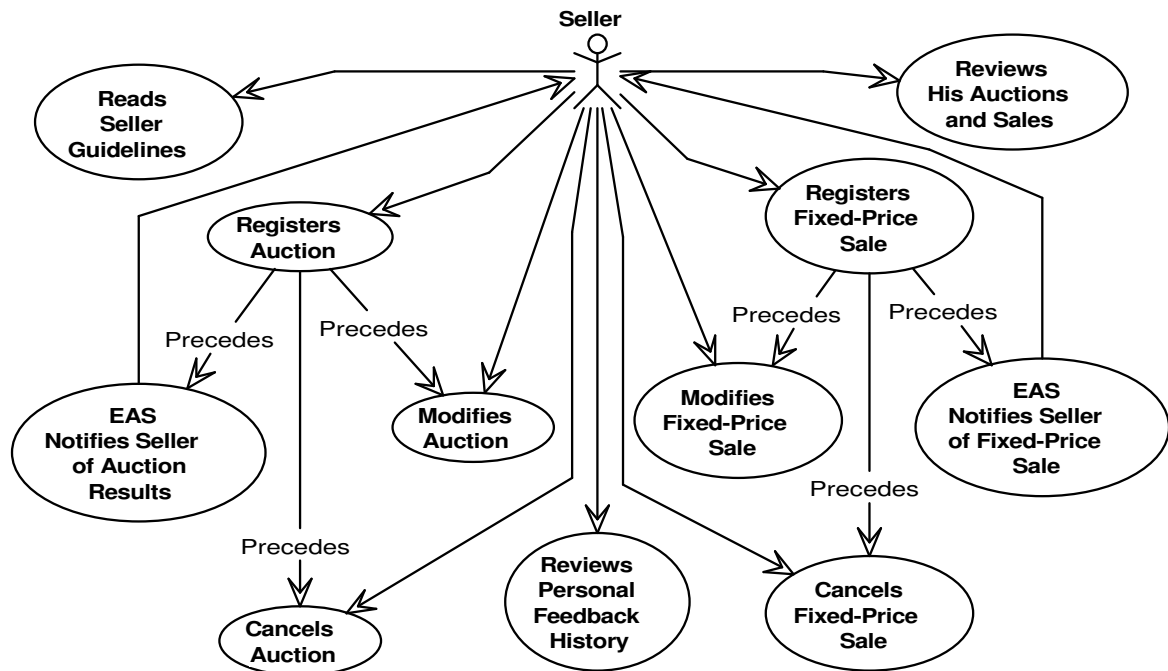 Seller
Reads
Seller
Guidelines
Reviews
His Auctions
and Sales
Registers
Auction
Registers
Fixed-Price
Sale
Precedes
Precedes
Precedes
Precedes
EAS
Notifies Seller
of Auction
Results
Modifies
Auction
Modifies
Fixed-Price
Sale
EAS
Notifies Seller
of Fixed-Price
Sale
Precedes
Precedes
Cancels
Auction
Reviews
Personal
Feedback
History
Cancels
Fixed-Price
Sale